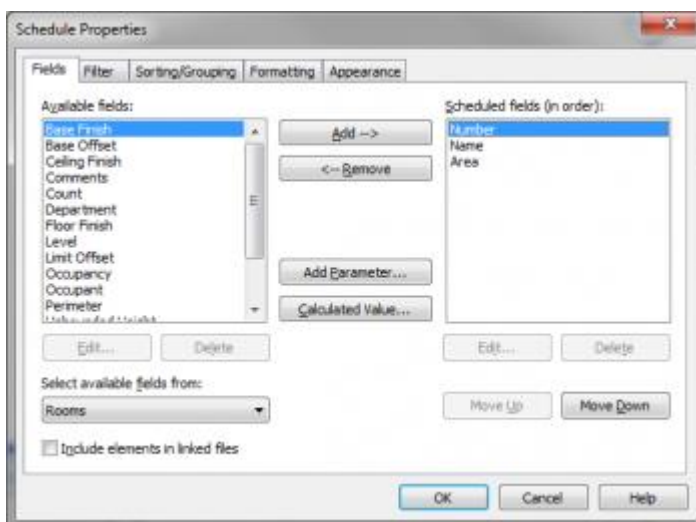 Schedule Properties
Fields Filter Sorting/Grouping Formatting Appearance
Available fields:
Base Finish
Base Offset
Ceiling Finish
Comments
Count
Department
Floor Finish
Level
Limit Offset
Occupancy
Occupant
Perimeter
Add -->
<-- Remove
Add Parameter...
Calculated Value...
Scheduled fields (in order):
Number
Name
Area
Edit... Delete
Edit... Delete
Select available fields from:
Rooms
Move Up Move Down
Include elements in linked files
OK Cancel Help